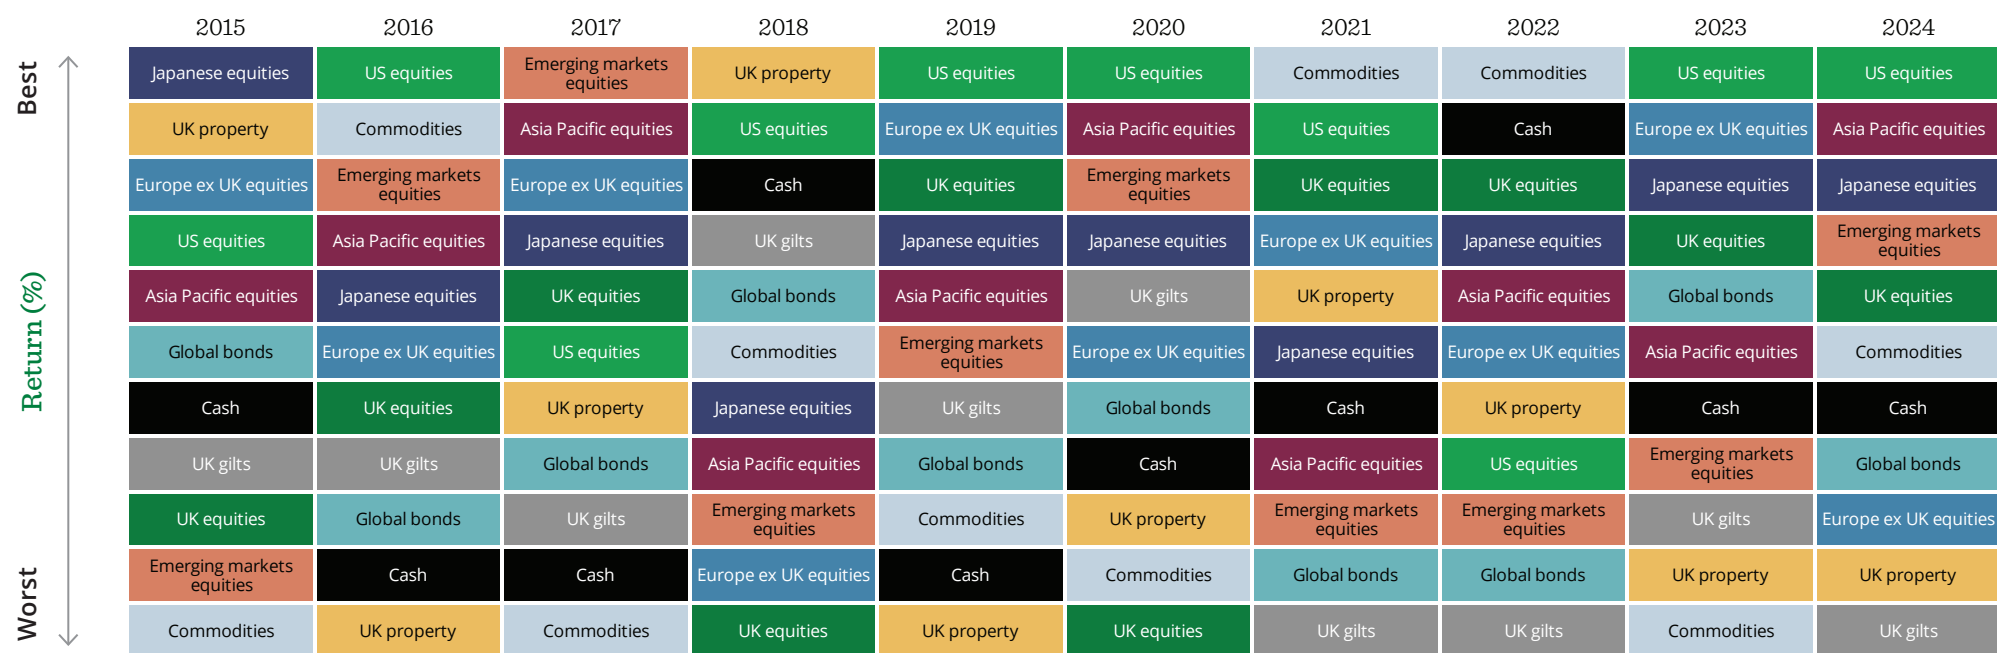 2015 2016 2017 2018 2019 2020 2021 2022 2023 2024
Best
Return (%)
Worst
Japanese equities US equities Emerging markets equities UK property US equities US equities Commodities Commodities US equities US equities
UK property Commodities Asia Pacific equities US equities Europe ex UK equities Asia Pacific equities US equities Cash Europe ex UK equities Asia Pacific equities
Europe ex UK equities Emerging markets equities Europe ex UK equities Cash UK equities Emerging markets equities UK equities UK equities Japanese equities Japanese equities
US equities Asia Pacific equities Japanese equities UK gilts Japanese equities Japanese equities Europe ex UK equities Japanese equities UK equities Emerging markets equities
Asia Pacific equities Japanese equities UK equities Global bonds Asia Pacific equities UK gilts UK property Asia Pacific equities Global bonds UK equities
Global bonds Europe ex UK equities US equities Commodities Emerging markets equities Europe ex UK equities Japanese equities Europe ex UK equities Asia Pacific equities Commodities
Cash UK equities UK property Japanese equities UK gilts Global bonds Cash UK property Cash Cash
UK gilts UK gilts Global bonds Asia Pacific equities Global bonds Cash Asia Pacific equities US equities Emerging markets equities Global bonds
UK equities Global bonds UK gilts Emerging markets equities Commodities UK property Emerging markets equities Emerging markets equities UK gilts Europe ex UK equities
Emerging markets equities Cash Cash Europe ex UK equities Cash Commodities Global bonds Global bonds UK property UK property
Commodities UK property Commodities UK equities UK property UK equities UK gilts UK gilts Commodities UK gilts